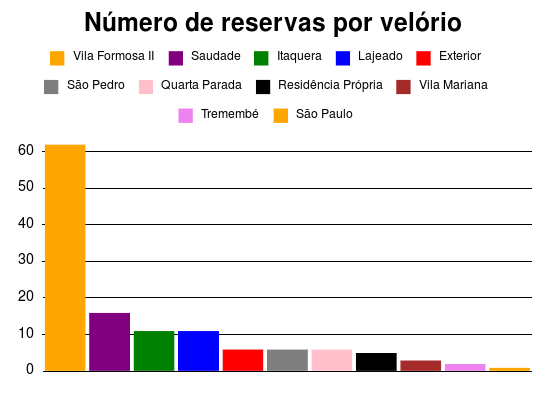 Número de reservas por velório
Vila Formosa II Saudade Itaquera Lajeado Exterior
São Pedro Quarta Parada Residência Própria Vila Mariana
Tremembé São Paulo
60
50
40
30
20
10
0